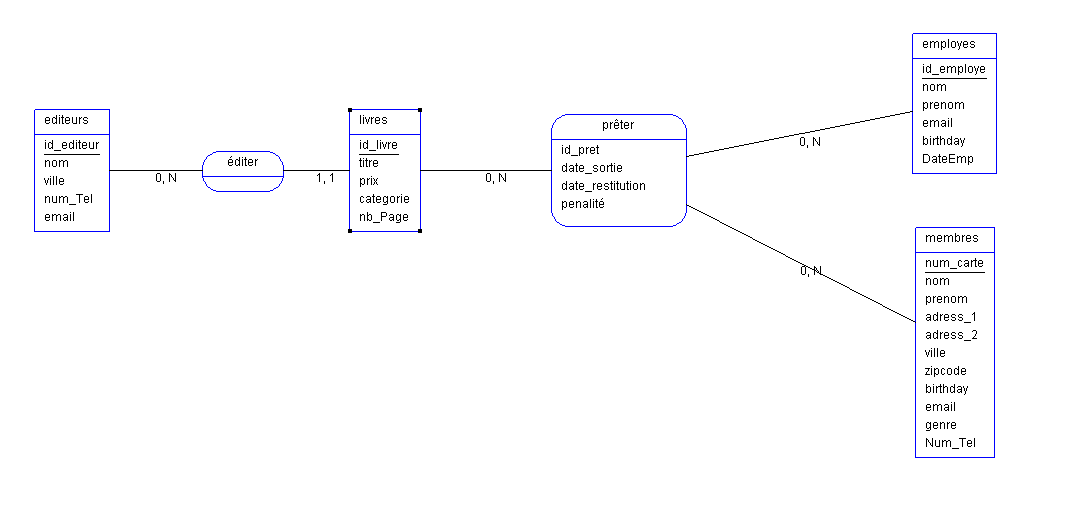 editeurs
id_editeur
nom
ville
num_Tel
email
0, N
éditer
1, 1
livres
id_livre
titre
prix
categorie
nb_Page
0, N
prêter
id_pret
date_sortie
date_restitution
penalité
0, N
employes
id_employe
nom
prenom
email
birthday
DateEmp
0, N
membres
num_carte
nom
prenom
adress_1
adress_2
ville
zipcode
birthday
email
genre
Num_Tel